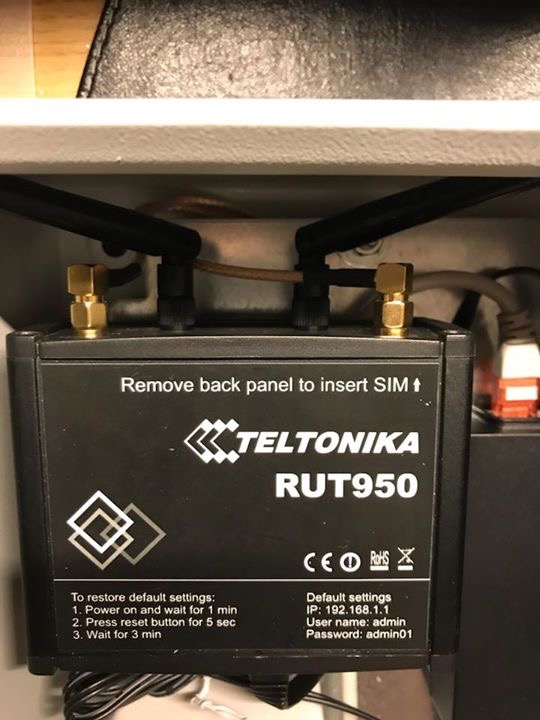 Remove back panel to insert SIM
TELTONIKA
RUT950
CE RoHS
To restore default settings:
1. Power on and wait for 1 min
2. Press reset button for 5 sec
3. Wait for 3 min
Default settings
IP: 192.168.1.1
User name: admin
Password: admin01